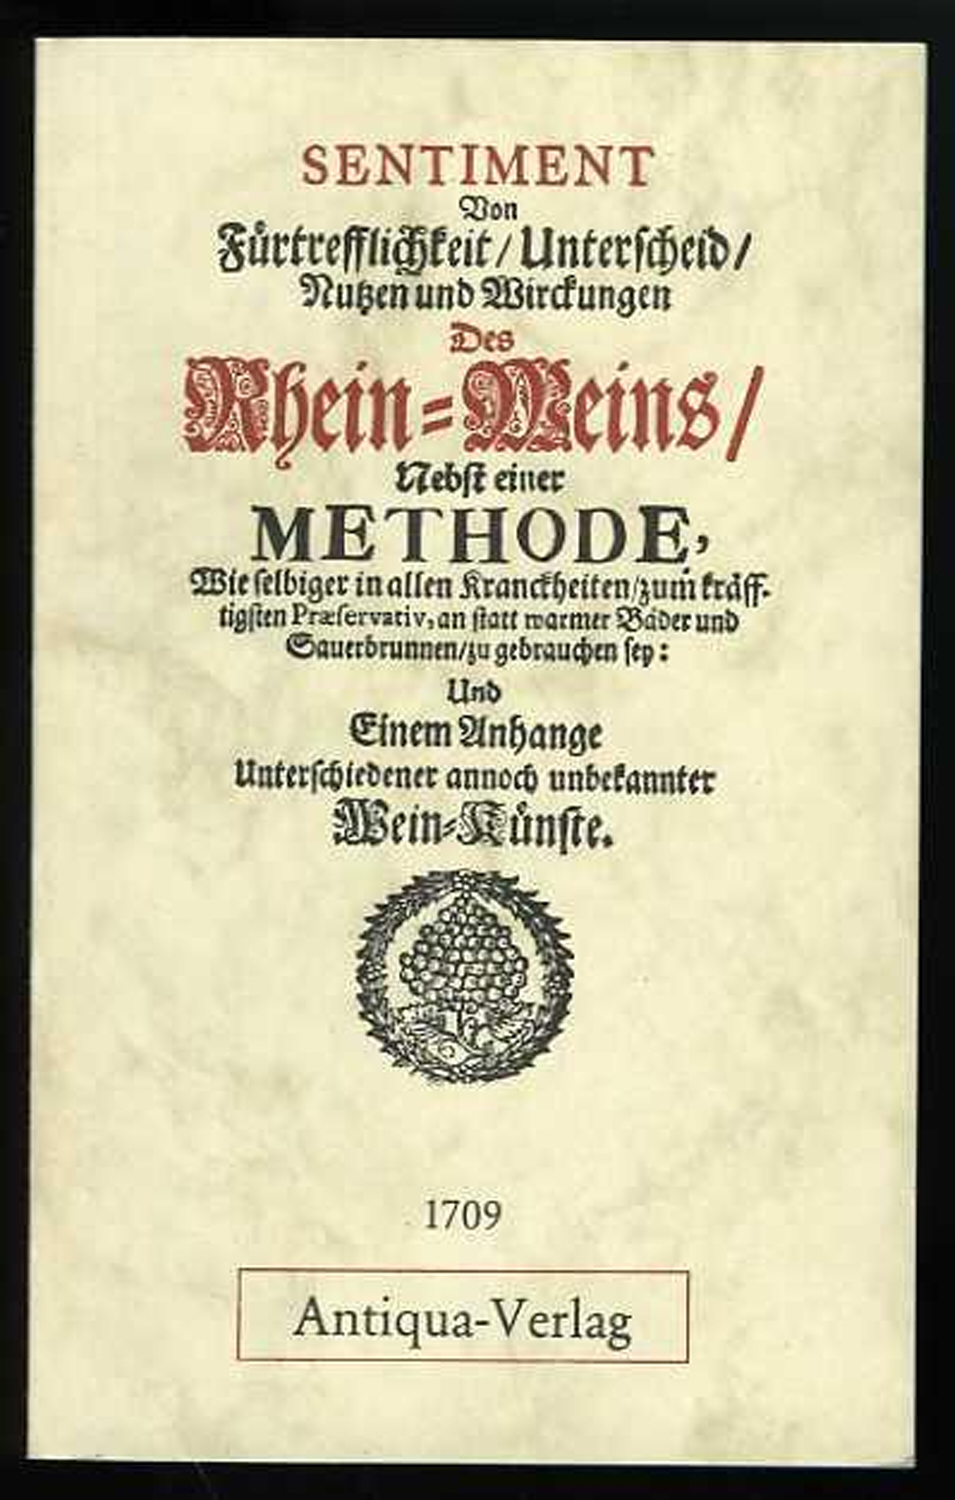 SENTIMENT
Von
Fürtrefflichkeit / Unterscheid /
Nutzen und Wirckungen
Des
Rhein=Weins /
Nebst einer
METHODE,
Wie selbiger in allen Kranckheiten / zum kräff-
tigsten Præservativ, an statt warmer Bäder und
Sauerbrunnen / zu gebrauchen sey :
Und
Einem Anhange
Unterschiedener annoch unbekannter
Wein=Künste.
1709
Antiqua-Verlag